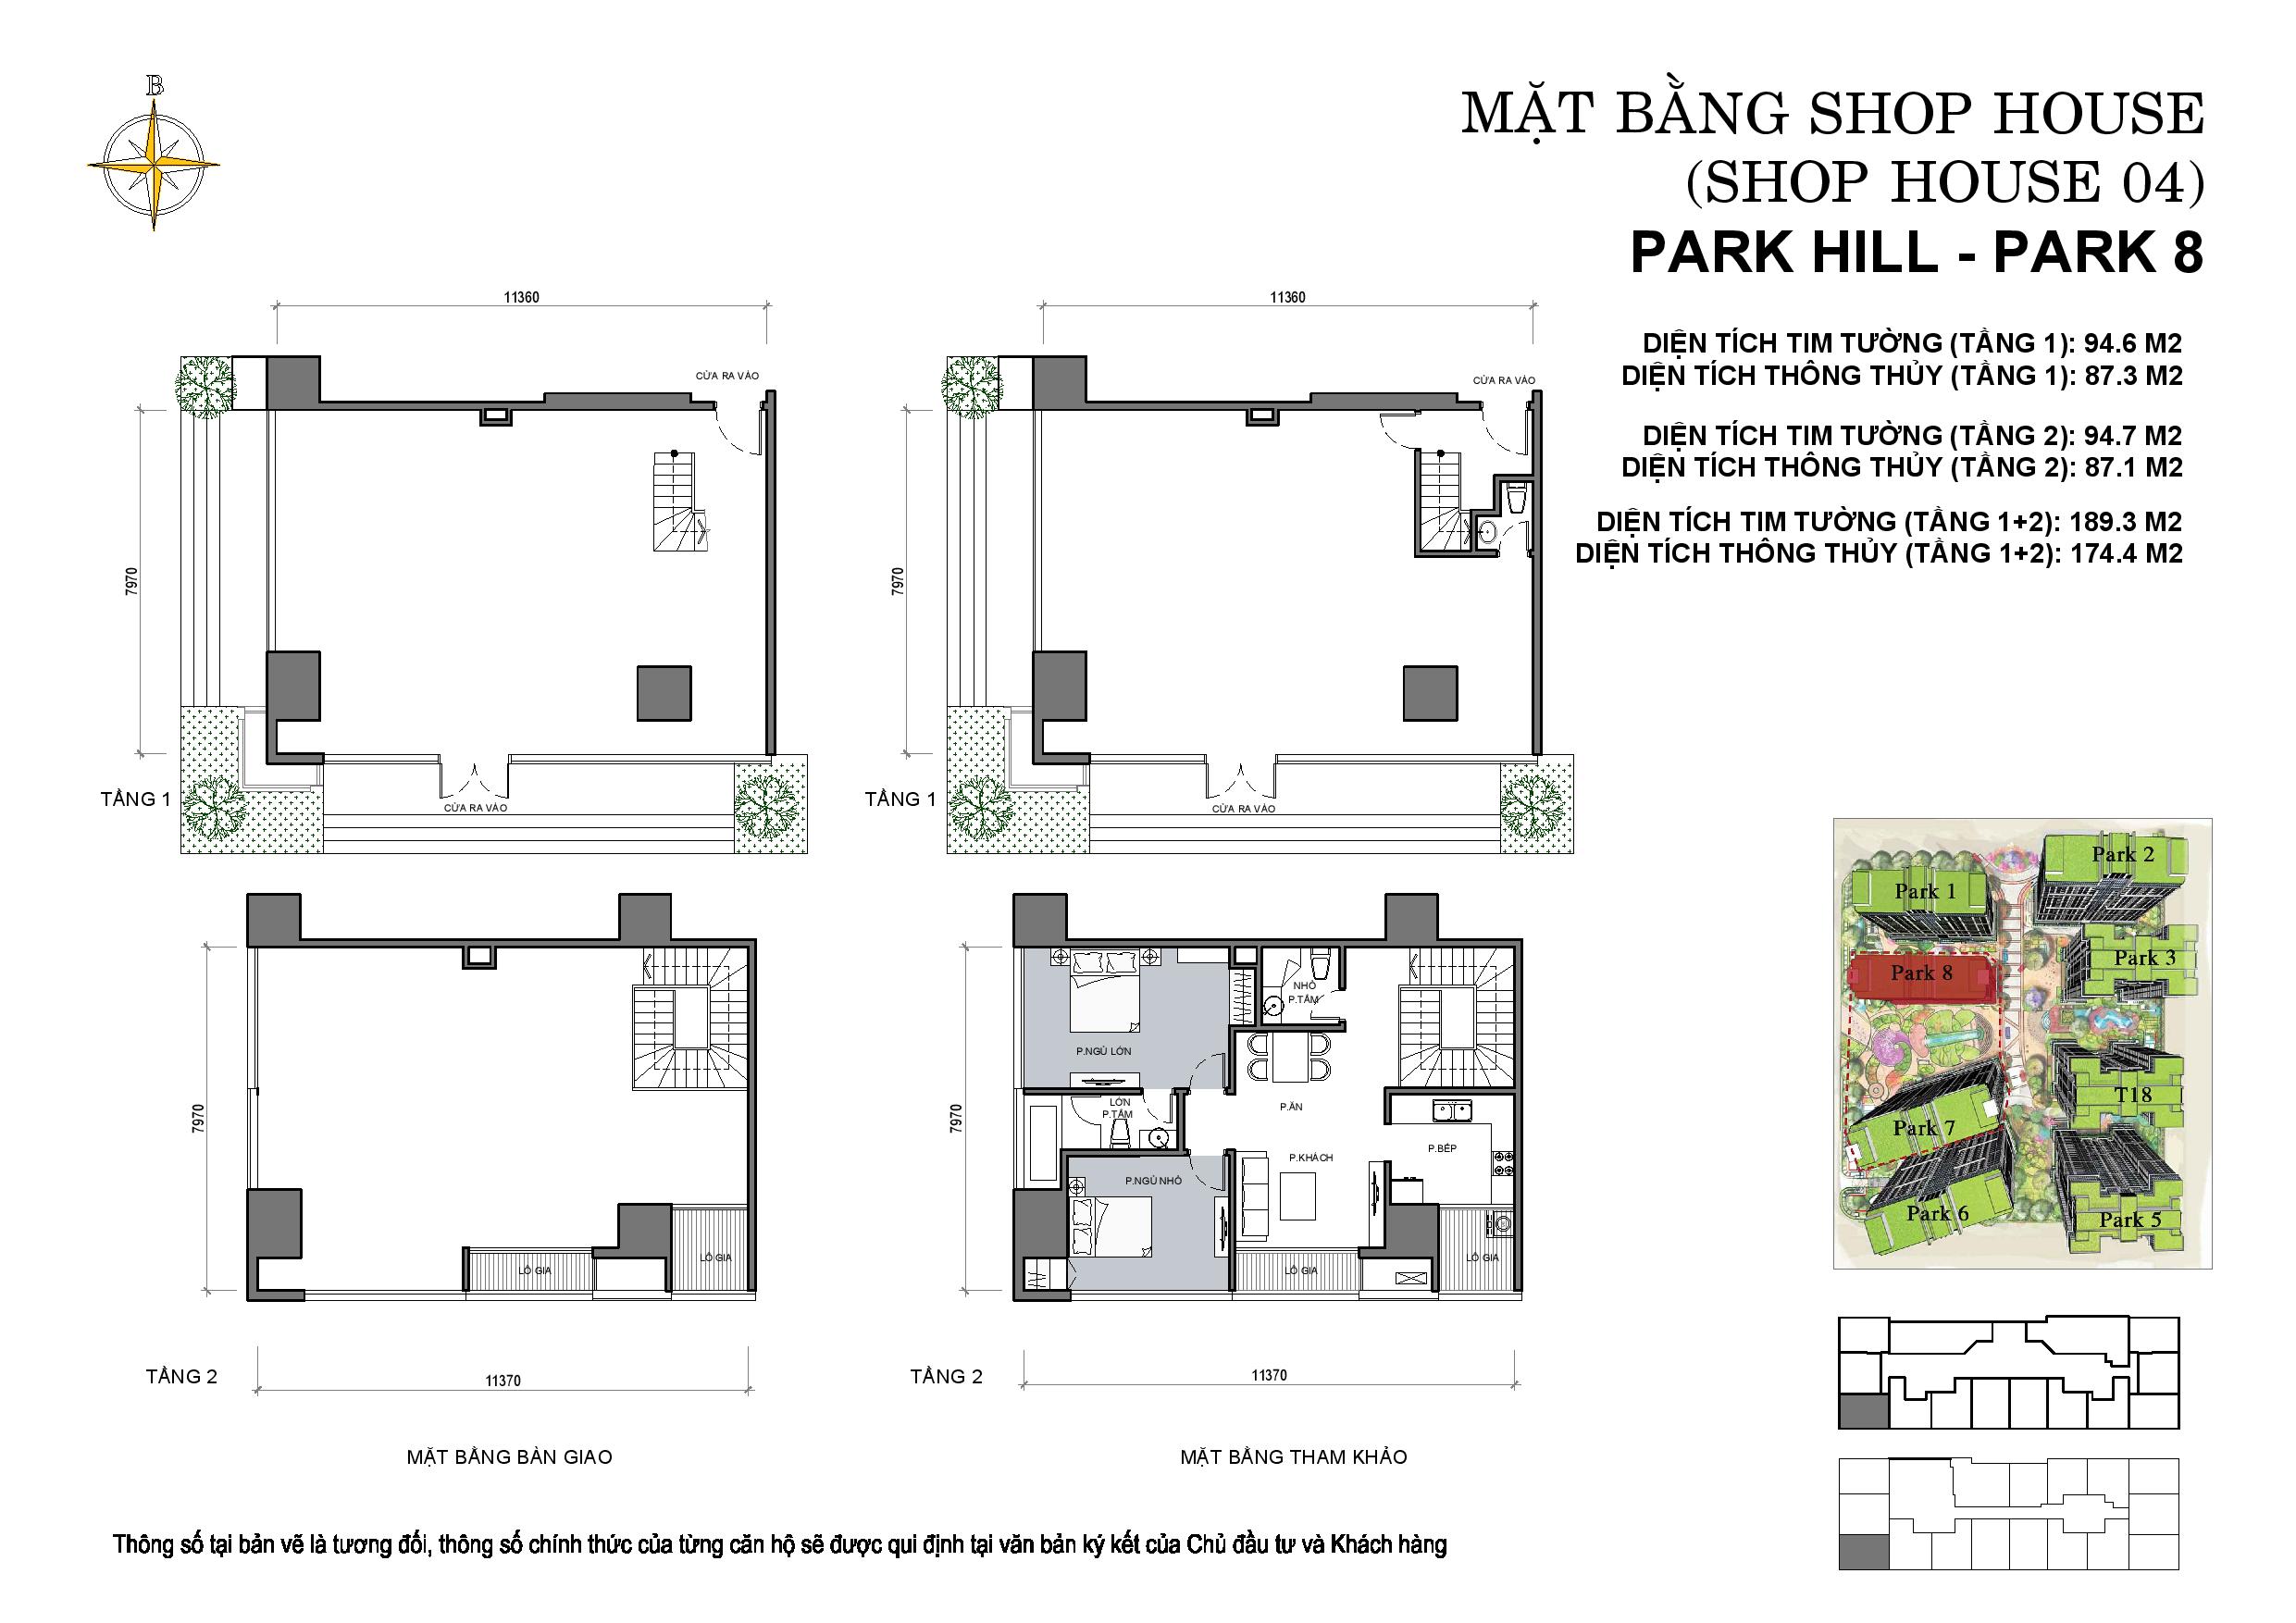 B
MẶT BẰNG SHOP HOUSE
(SHOP HOUSE 04)
PARK HILL - PARK 8
DIỆN TÍCH TIM TƯỜNG (TẦNG 1): 94.6 M2
DIỆN TÍCH THÔNG THỦY (TẦNG 1): 87.3 M2
DIỆN TÍCH TIM TƯỜNG (TẦNG 2): 94.7 M2
DIỆN TÍCH THÔNG THỦY (TẦNG 2): 87.1 M2
DIỆN TÍCH TIM TƯỜNG (TẦNG 1+2): 189.3 M2
DIỆN TÍCH THÔNG THỦY (TẦNG 1+2): 174.4 M2
11360
CỬA RA VÀO
7970
TẦNG 1
CỬA RA VÀO
11360
CỬA RA VÀO
7970
TẦNG 1
CỬA RA VÀO
7970
LÔ GIA
LÔ GIA
TẦNG 2
11370
7970
NHỎ
P.TẮM
P.NGỦ LỚN
LỚN
P.TẮM
P.ĂN
P.BẾP
P.KHÁCH
P.NGỦ NHỎ
LÔ GIA
LÔ GIA
TẦNG 2
11370
Park 2
Park 1
Park 3
Park 8
T18
Park 7
Park 6
Park 5
MẶT BẰNG BÀN GIAO
MẶT BẰNG THAM KHẢO
Thông số tại bản vẽ là tương đối, thông số chính thức của từng căn hộ sẽ được qui định tại văn bản ký kết của Chủ đầu tư và Khách hàng